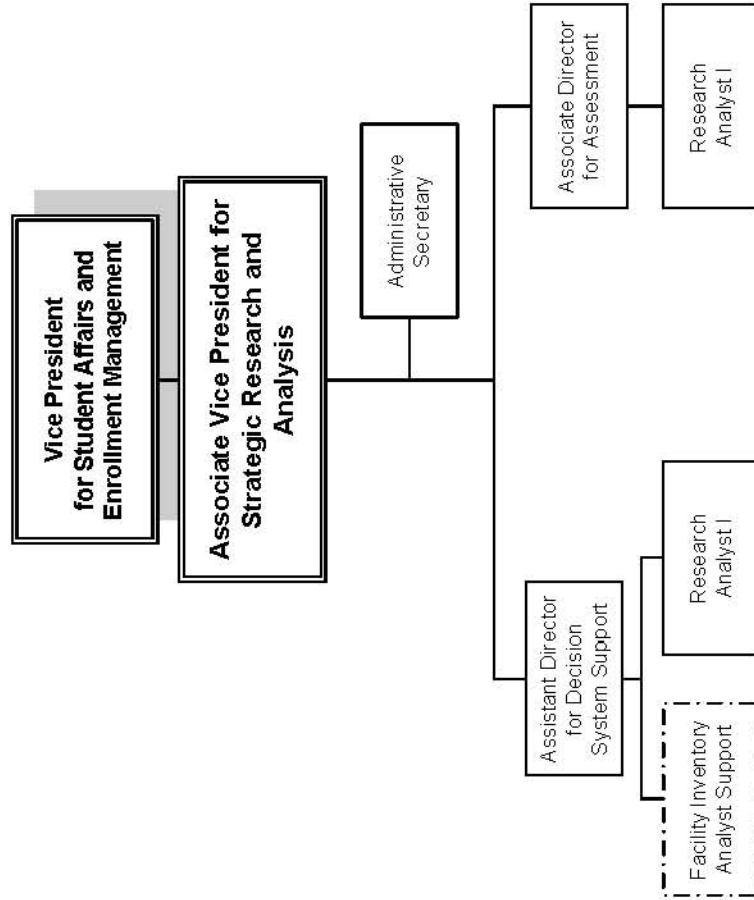 Vice President
for Student Affairs and
Enrollment Management
Associate Vice President for
Strategic Research and
Analysis
Administrative
Secretary
Assistant Director
for Decision
System Support
Associate Director
for Assessment
Facility Inventory
Analyst Support
Research
Analyst I
Research
Analyst I